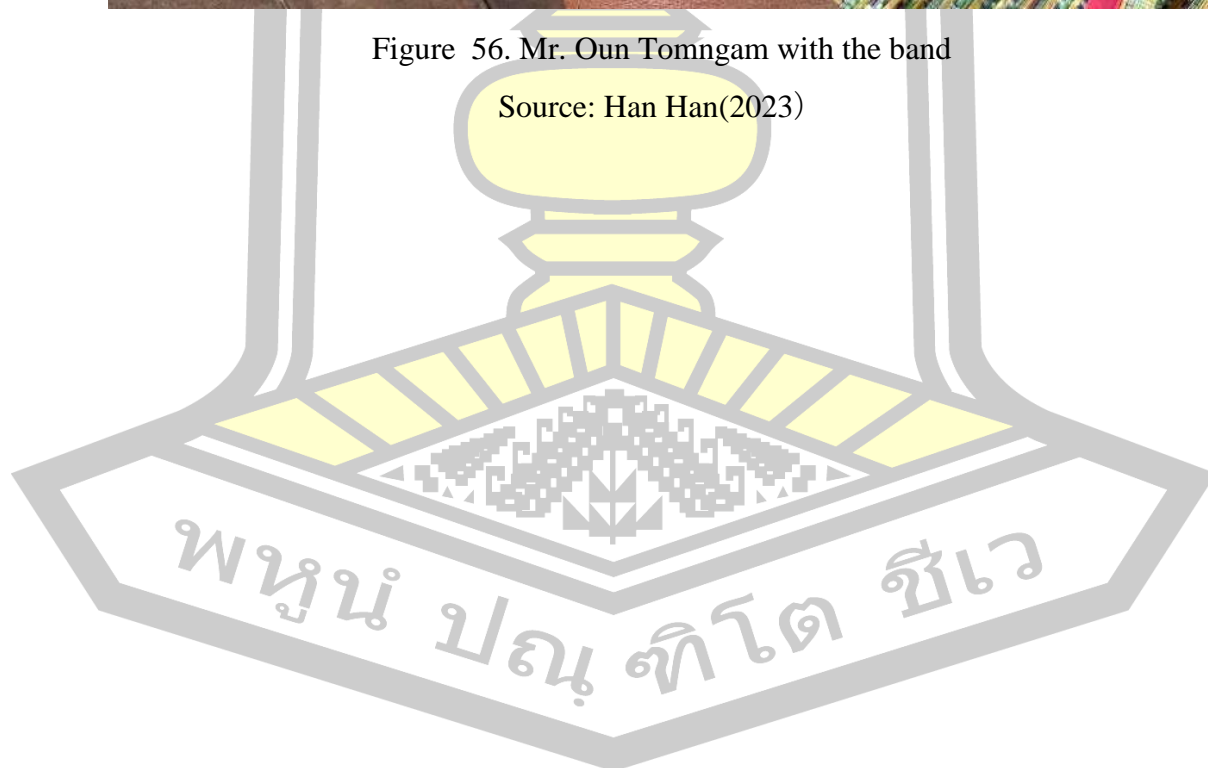 Figure 56. Mr. Oun Tomngam with the band
Source: Han Han(2023）
พหูนํ ปณฺฑิโต ชีเว